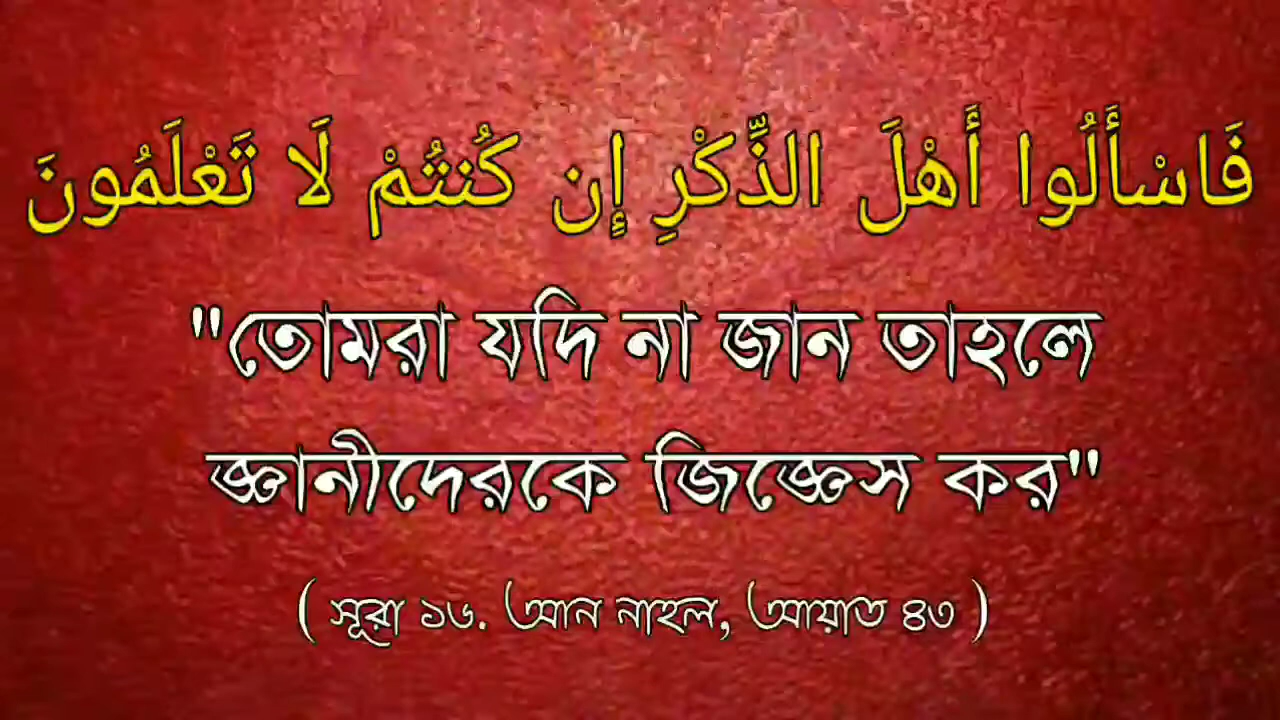 فَاسْأَلُوا أَهْلَ الذِّكْرِ إِن كُنتُمْ لَا تَعْلَمُونَ
"তোমরা যদি না জান তাহলে
জ্ঞানীদেরকে জিজ্ঞেস কর"
( সূরা ১৬. আন নাহল, আয়াত ৪৩ )